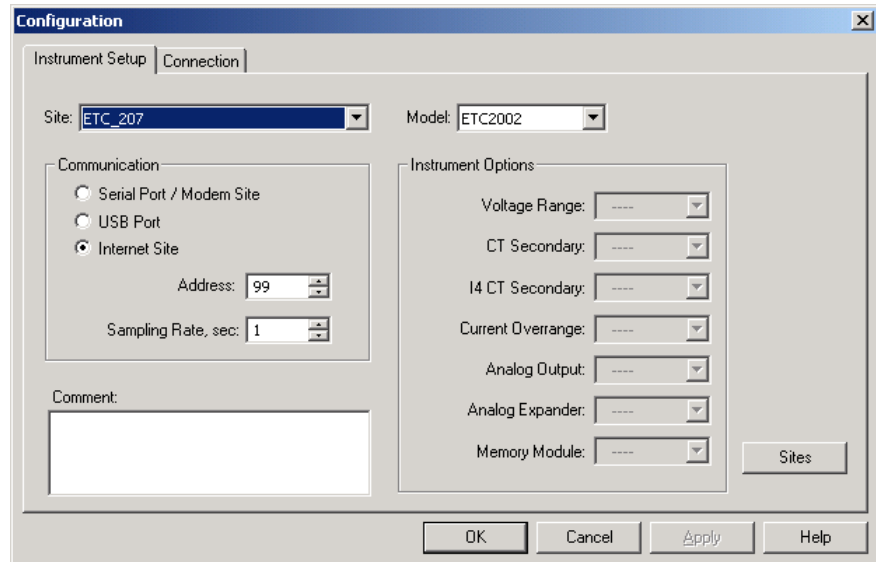 Configuration
Instrument Setup Connection
Site: ETC_207 Model: ETC2002
Communication
Serial Port / Modem Site
USB Port
Internet Site
Address: 99
Sampling Rate, sec: 1
Comment:
Instrument Options
Voltage Range: ----
CT Secondary: ----
I4 CT Secondary: ----
Current Overrange: ----
Analog Output: ----
Analog Expander: ----
Memory Module: ----
Sites
OK Cancel Apply Help